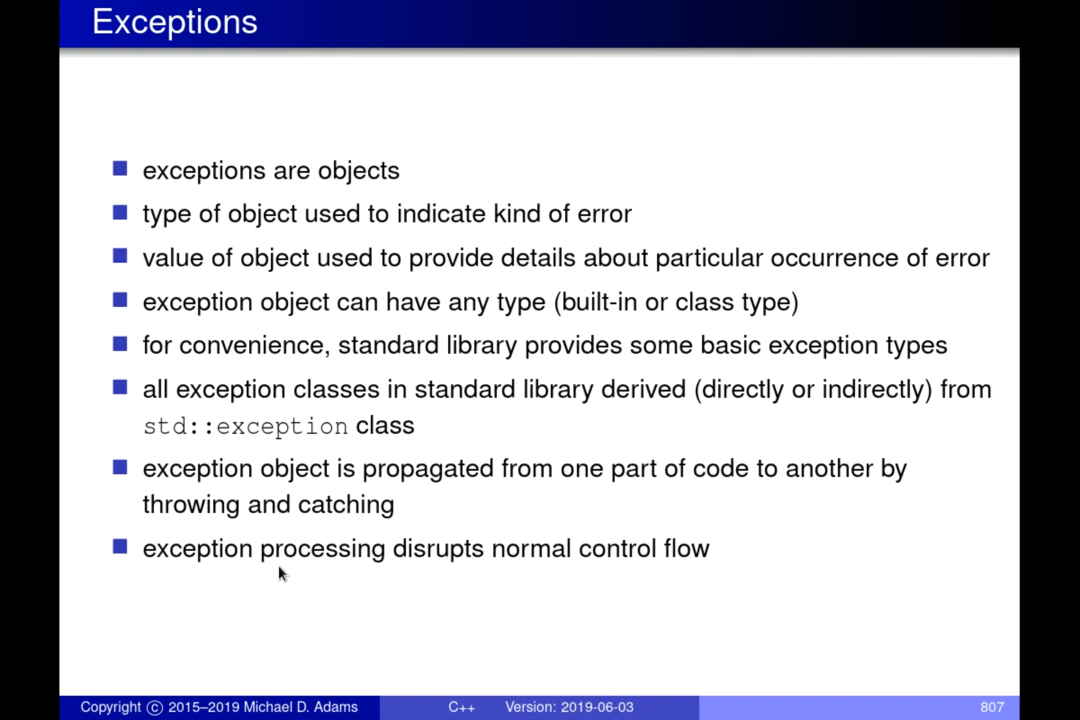 Exceptions
exceptions are objects
type of object used to indicate kind of error
value of object used to provide details about particular occurrence of error
exception object can have any type (built-in or class type)
for convenience, standard library provides some basic exception types
all exception classes in standard library derived (directly or indirectly) from
std::exception class
exception object is propagated from one part of code to another by
throwing and catching
exception processing disrupts normal control flow
Copyright © 2015–2019 Michael D. Adams C++ Version: 2019-06-03 807